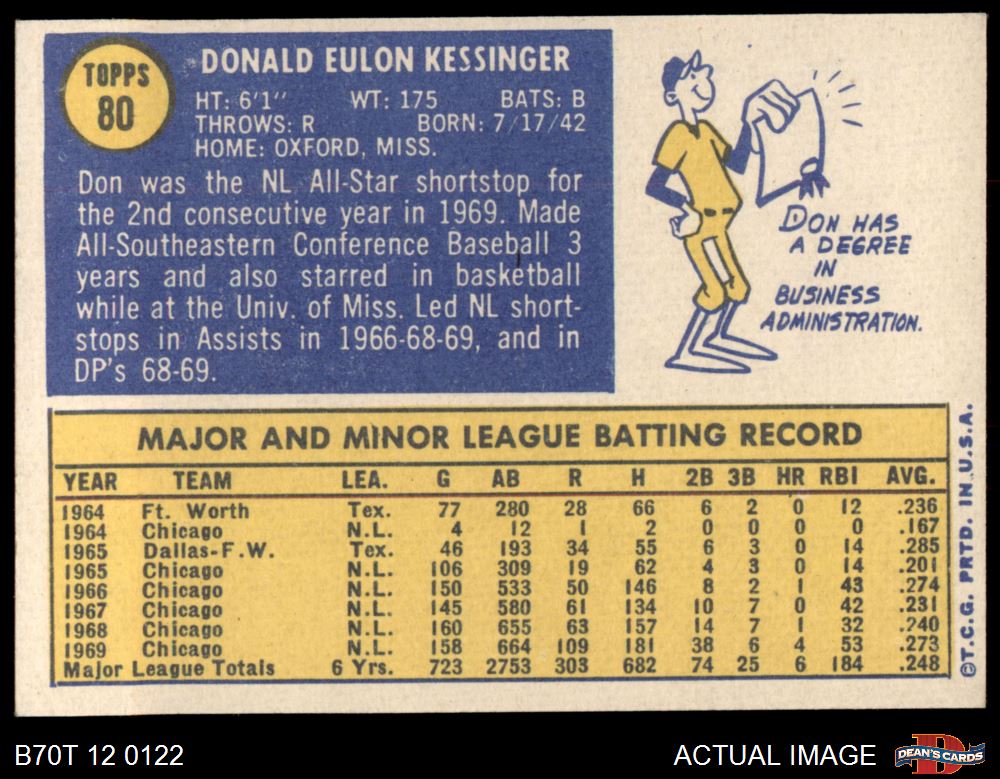 TOPPS
80
DONALD EULON KESSINGER
HT: 6'1" WT: 175 BATS: B
THROWS: R BORN: 7/17/42
HOME: OXFORD, MISS.
Don was the NL All-Star shortstop for
the 2nd consecutive year in 1969. Made
All-Southeastern Conference Baseball 3
years and also starred in basketball
while at the Univ. of Miss. Led NL short-
stops in Assists in 1966-68-69, and in
DP's 68-69.
DON HAS
A DEGREE
IN
BUSINESS
ADMINISTRATION.
MAJOR AND MINOR LEAGUE BATTING RECORD
YEAR TEAM LEA. G AB R H 2B 3B HR RBI AVG.
1964 Ft. Worth Tex. 77 280 28 66 6 2 0 12 .236
1964 Chicago N.L. 4 12 1 2 0 0 0 0 .167
1965 Dallas-F.W. Tex. 46 193 34 55 6 3 0 14 .285
1965 Chicago N.L. 106 309 19 62 4 3 0 14 .201
1966 Chicago N.L. 150 533 50 146 8 2 1 43 .274
1967 Chicago N.L. 145 580 61 134 10 7 0 42 .231
1968 Chicago N.L. 160 655 63 157 14 7 1 32 .240
1969 Chicago N.L. 158 664 109 181 38 6 4 53 .273
Major League Totals 6 Yrs. 723 2753 303 682 74 25 6 184 .248
©T.C.G. PRTD. IN U.S.A.
B70T 12 0122
ACTUAL IMAGE
D
DEAN'S CARDS